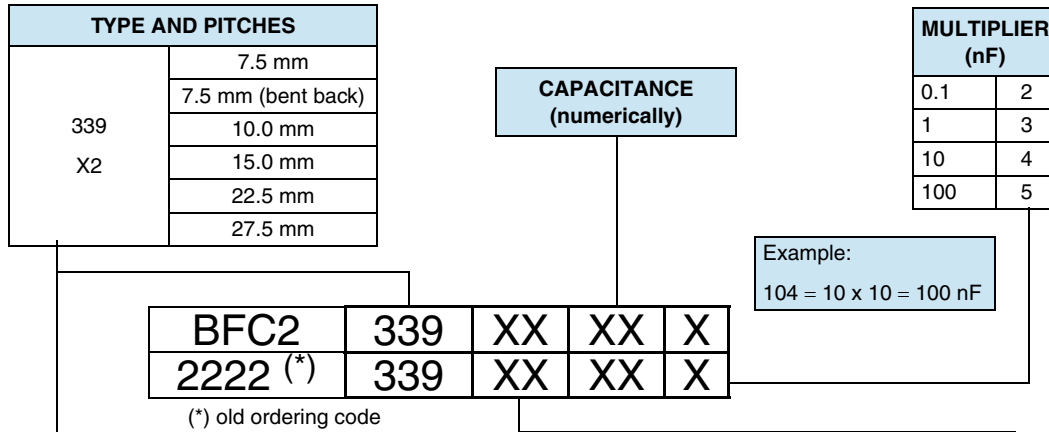 TYPE AND PITCHES
339
X2
7.5 mm
7.5 mm (bent back)
10.0 mm
15.0 mm
22.5 mm
27.5 mm
CAPACITANCE
(numerically)
MULTIPLIER
(nF)
0.1 2
1 3
10 4
100 5
Example:
104 = 10 x 10 = 100 nF
BFC2 339 XX XX X
2222 (*) 339 XX XX X
(*) old ordering code